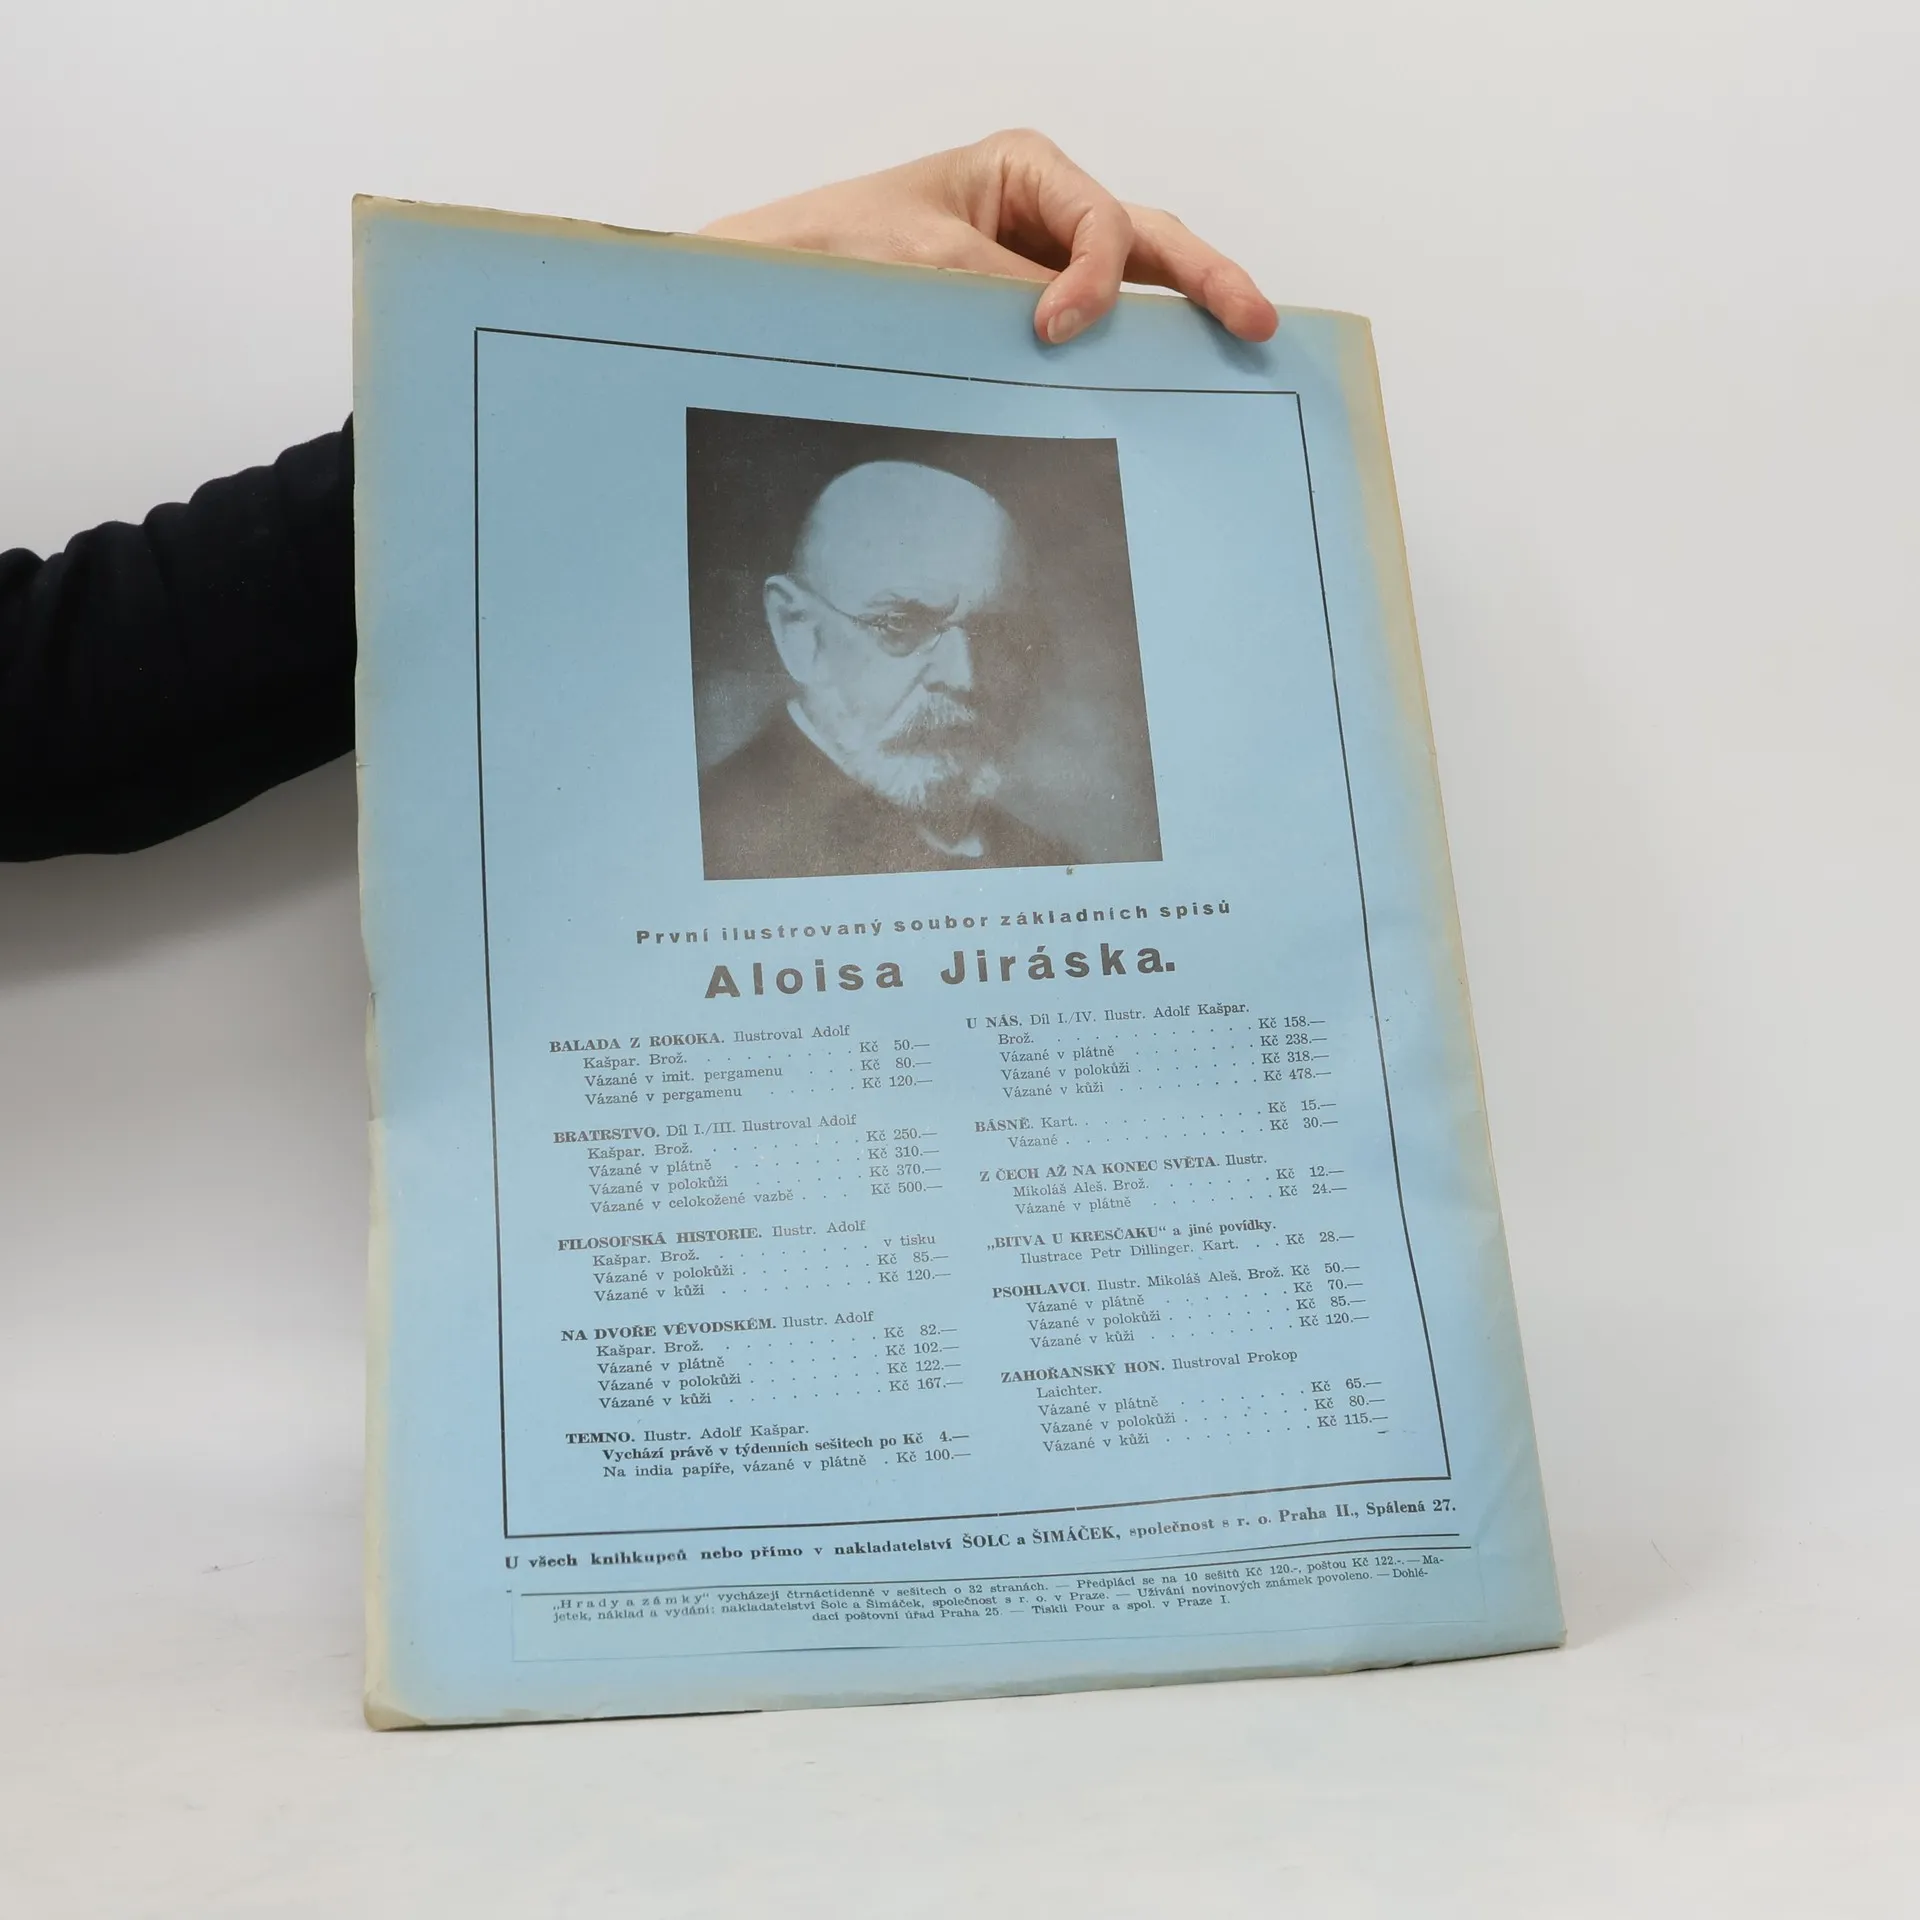 První ilustrovaný soubor základních spisů
Aloisa Jiráska.
BALADA Z ROKOKA. Ilustroval Adolf
Kašpar. Brož. . . . . . . . . Kč 50.—
Vázané v imit. pergamenu . . . Kč 80.—
Vázané v pergamenu . . . . . Kč 120.—
BRATRSTVO. Díl I./III. Ilustroval Adolf
Kašpar. Brož. . . . . . . . . Kč 250.—
Vázané v plátně . . . . . . . Kč 310.—
Vázané v polokůži . . . . . . Kč 370.—
Vázané v celokožené vazbě . . . Kč 500.—
FILOSOFSKÁ HISTORIE. Ilustr. Adolf
Kašpar. Brož. . . . . . . . . v tisku
Vázané v polokůži . . . . . . . Kč 85.—
Vázané v kůži . . . . . . . . Kč 120.—
NA DVOŘE VÉVODSKÉM. Ilustr. Adolf
Kašpar. Brož. . . . . . . . . Kč 82.—
Vázané v plátně . . . . . . . Kč 102.—
Vázané v polokůži . . . . . . . Kč 122.—
Vázané v kůži . . . . . . . . Kč 167.—
TEMNO. Ilustr. Adolf Kašpar.
Vychází právě v týdenních sešitech po Kč 4.—
Na india papíře, vázané v plátně . Kč 100.—
U NÁS. Díl I./IV. Ilustr. Adolf Kašpar.
Brož. . . . . . . . . . . . Kč 158.—
Vázané v plátně . . . . . . . Kč 238.—
Vázané v polokůži . . . . . . . Kč 318.—
Vázané v kůži . . . . . . . . Kč 478.—
BÁSNĚ. Kart. . . . . . . . . . Kč 15.—
Vázané . . . . . . . . . . . Kč 30.—
Z ČECH AŽ NA KONEC SVĚTA. Ilustr.
Mikoláš Aleš. Brož. . . . . . . Kč 12.—
Vázané v plátně . . . . . . . Kč 24.—
„BITVA U KRESČAKU“ a jiné povídky.
Ilustrace Petr Dillinger. Kart. . . Kč 28.—
PSOHLAVCI. Ilustr. Mikoláš Aleš. Brož. Kč 50.—
Vázané v plátně . . . . . . . Kč 70.—
Vázané v polokůži . . . . . . . Kč 85.—
Vázané v kůži . . . . . . . . Kč 120.—
ZAHOŘANSKÝ HON. Ilustroval Prokop
Laichter.
Vázané v plátně . . . . . . . Kč 65.—
Vázané v polokůži . . . . . . . Kč 80.—
Vázané v kůži . . . . . . . . Kč 115.—
U všech knihkupců nebo přímo v nakladatelství ŠOLC a ŠIMÁČEK, společnost s r. o. Praha II., Spálená 27.
„Hrady a zámky“ vycházejí čtrnáctidenně v sešitech o 32 stranách. — Předplácí se na 10 sešitů Kč 120.-, poštou Kč 122.-. — Ma-
jetek, náklad a vydání: nakladatelství Šolc a Šimáček, společnost s r. o. v Praze. — Užívání novinových známek povoleno. — Dohlé-
dací poštovní úřad Praha 25. — Tiskli Pour a spol. v Praze I.